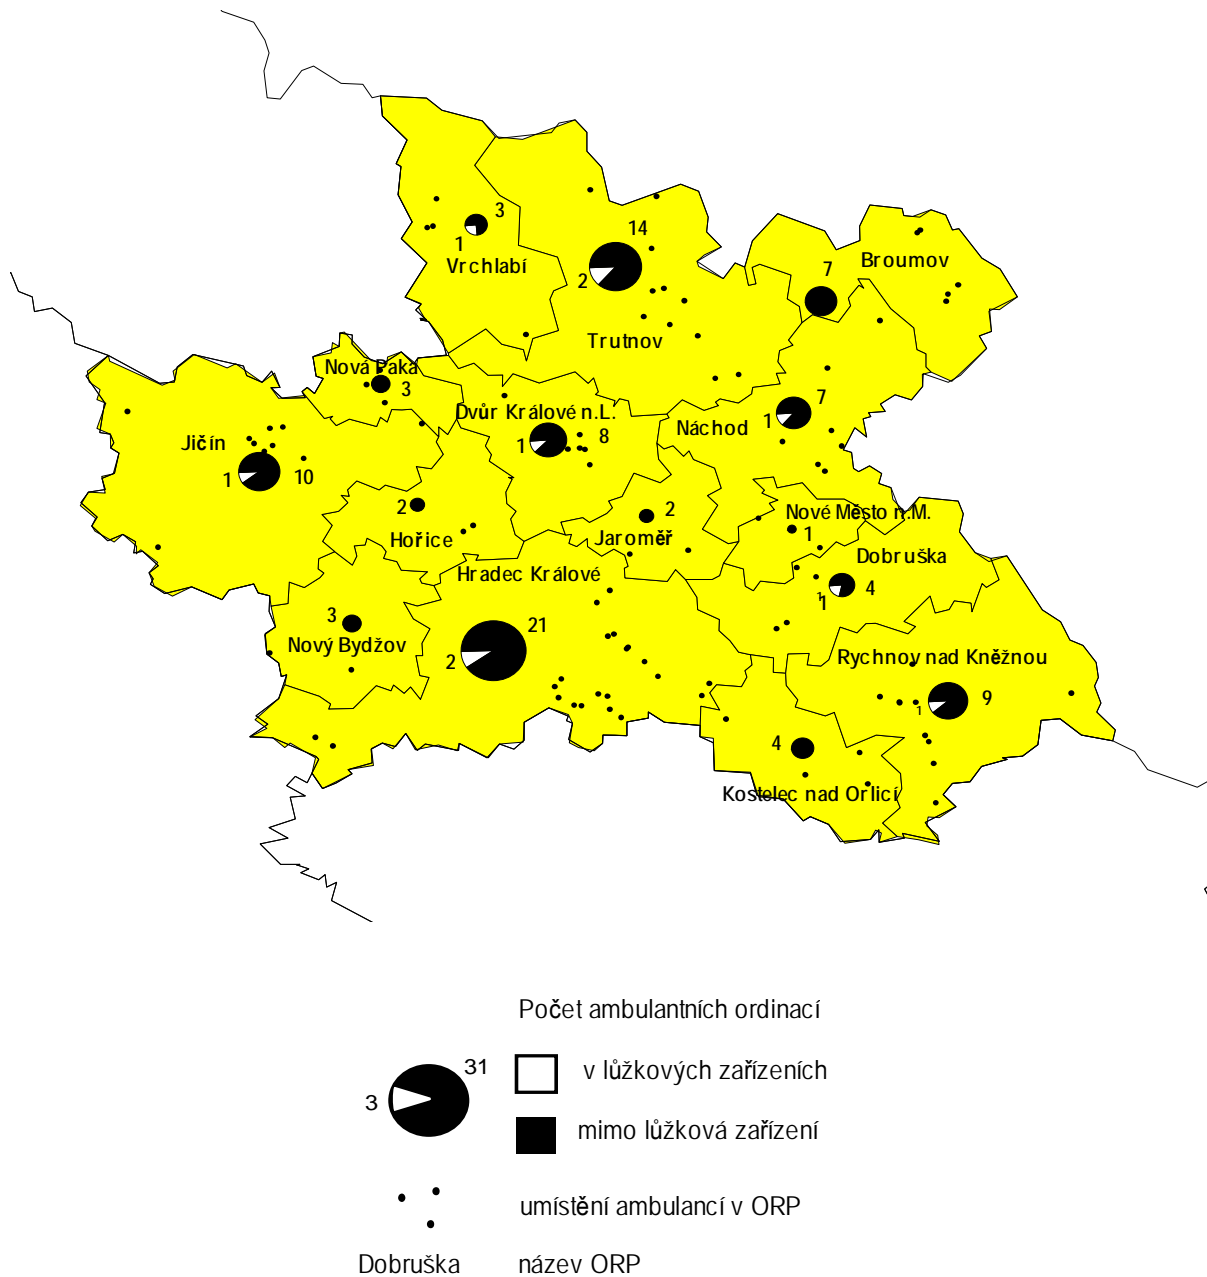 3
1
Vrchlabí
14
2
Trutnov
7
Broumov
Nová Paka
3
Dvůr Králové n.L.
1
8
Náchod
1
7
Jičín
1
10
2
Hořice
2
Jaroměř
Nové Město n.M.
1
Dobruška
1
1
4
Hradec Králové
3
Nový Bydžov
21
2
Rychnov nad Kněžnou
1
9
4
Kostelec nad Orlicí
Počet ambulantních ordinací
31
3
v lůžkových zařízeních
mimo lůžková zařízení
umístění ambulancí v ORP
Dobruška název ORP